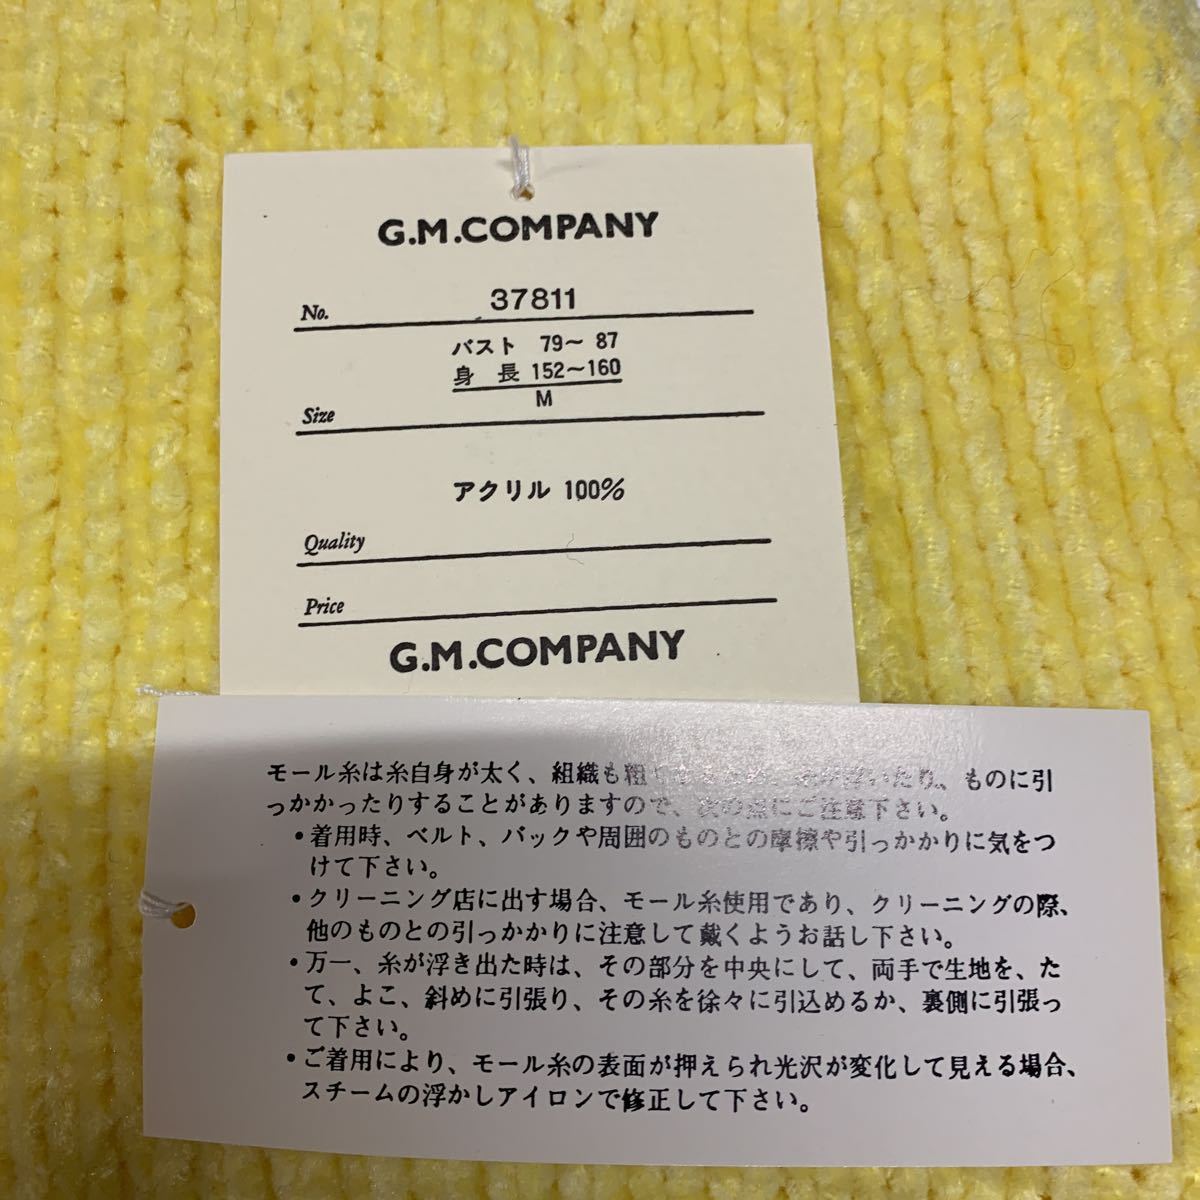 G.M.COMPANY
No. 37811
バスト 79～ 87
身 長 152～160
M
Size
アクリル 100%
Quality
Price
G.M.COMPANY
モール糸は糸自身が太く、組織も粗 いたり、ものに引
っかかったりすることがありますので、次の点にご注意下さい。
・着用時、ベルト、バックや周囲のものとの摩擦や引っかかりに気をつ
けて下さい。
・クリーニング店に出す場合、モール糸使用であり、クリーニングの際、
他のものとの引っかかりに注意して戴くようお話し下さい。
・万一、糸が浮き出た時は、その部分を中央にして、両手で生地を、た
て、よこ、斜めに引張り、その糸を徐々に引込めるか、裏側に引張っ
て下さい。
・ご着用により、モール糸の表面が押えられ光沢が変化して見える場合、
スチームの浮かしアイロンで修正して下さい。